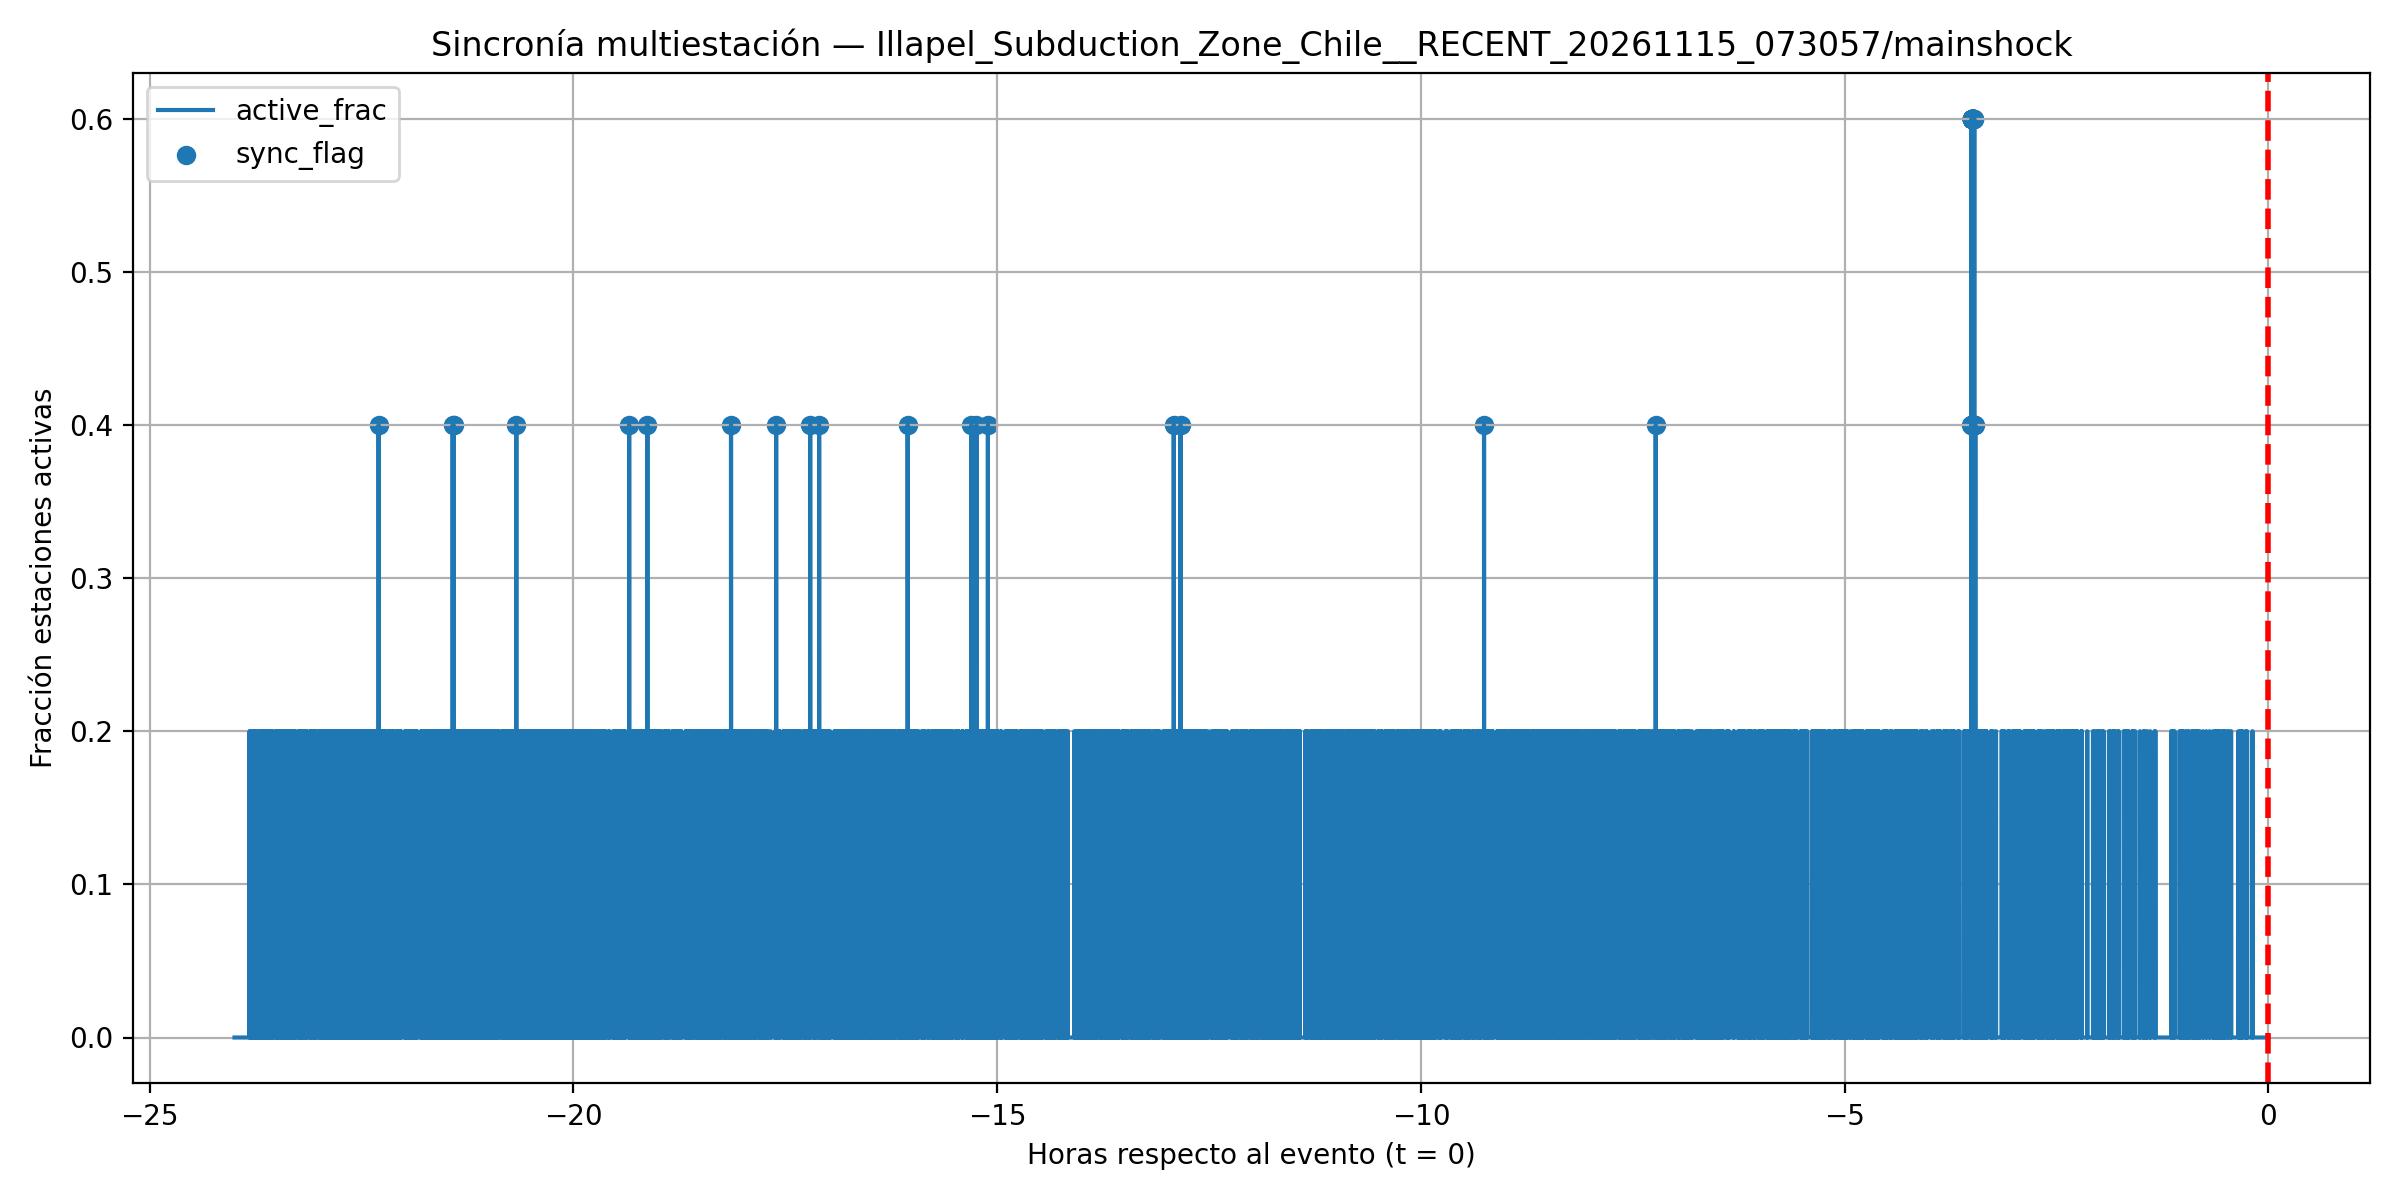 Sincronía multiestación — Illapel_Subduction_Zone_Chile__RECENT_20261115_073057/mainshock
active_frac
sync_flag
Fracción estaciones activas
0.6
0.5
0.4
0.3
0.2
0.1
0.0
−25
−20
−15
−10
−5
0
Horas respecto al evento (t = 0)